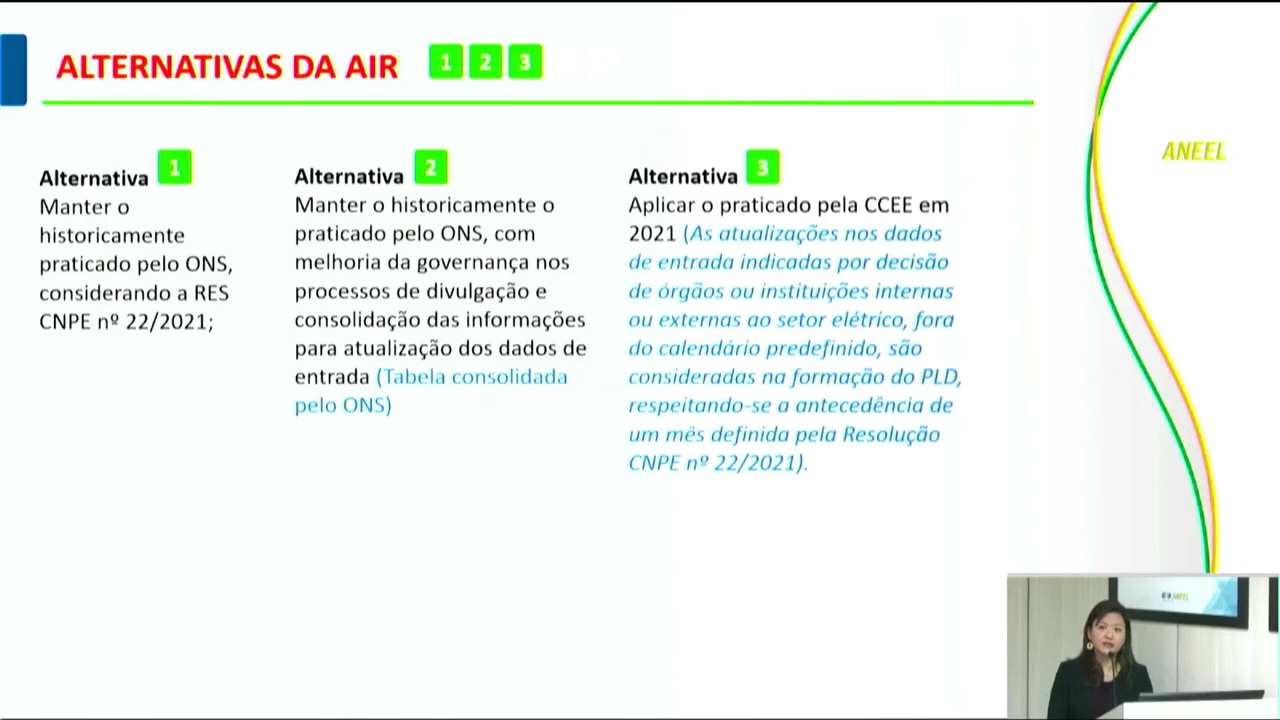 ALTERNATIVAS DA AIR 1 2 3
ANEEL
Alternativa 1
Manter o
historicamente
praticado pelo ONS,
considerando a RES
CNPE nº 22/2021;
Alternativa 2
Manter o historicamente o
praticado pelo ONS, com
melhoria da governança nos
processos de divulgação e
consolidação das informações
para atualização dos dados de
entrada (Tabela consolidada
pelo ONS)
Alternativa 3
Aplicar o praticado pela CCEE em
2021 (As atualizações nos dados
de entrada indicadas por decisão
de órgãos ou instituições internas
ou externas ao setor elétrico, fora
do calendário predefinido, são
consideradas na formação do PLD,
respeitando-se a antecedência de
um mês definida pela Resolução
CNPE nº 22/2021).
ANEEL